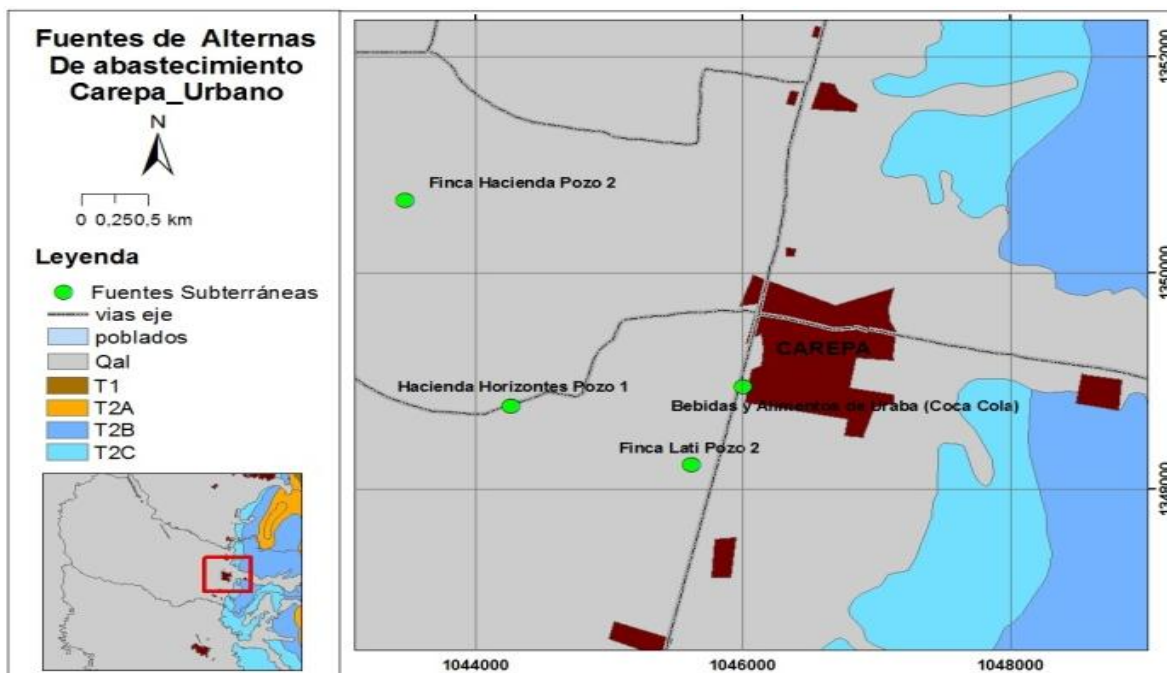 Fuentes de Alternas
De abastecimiento
Carepa_Urbano
N
0 0,250,5 km
Leyenda
Fuentes Subterráneas
vias eje
poblados
Qal
T1
T2A
T2B
T2C
Finca Hacienda Pozo 2
CAREPA
Hacienda Horizontes Pozo 1
Bebidas y Alimentos de Uraba (Coca Cola)
Finca Lati Pozo 2
1352000
1350000
1348000
1044000
1046000
1048000